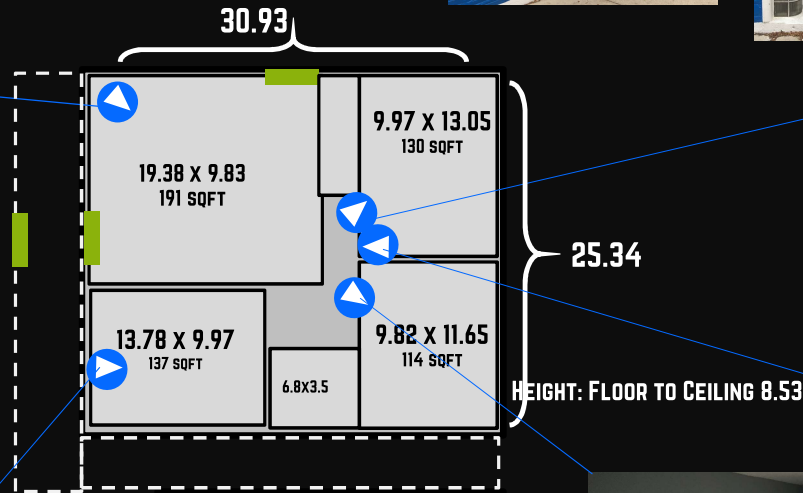 30.93
9.97 X 13.05
130 SQFT
19.38 X 9.83
191 SQFT
25.34
13.78 X 9.97
137 SQFT
9.82 X 11.65
114 SQFT
6.8X3.5
HEIGHT: FLOOR TO CEILING 8.53